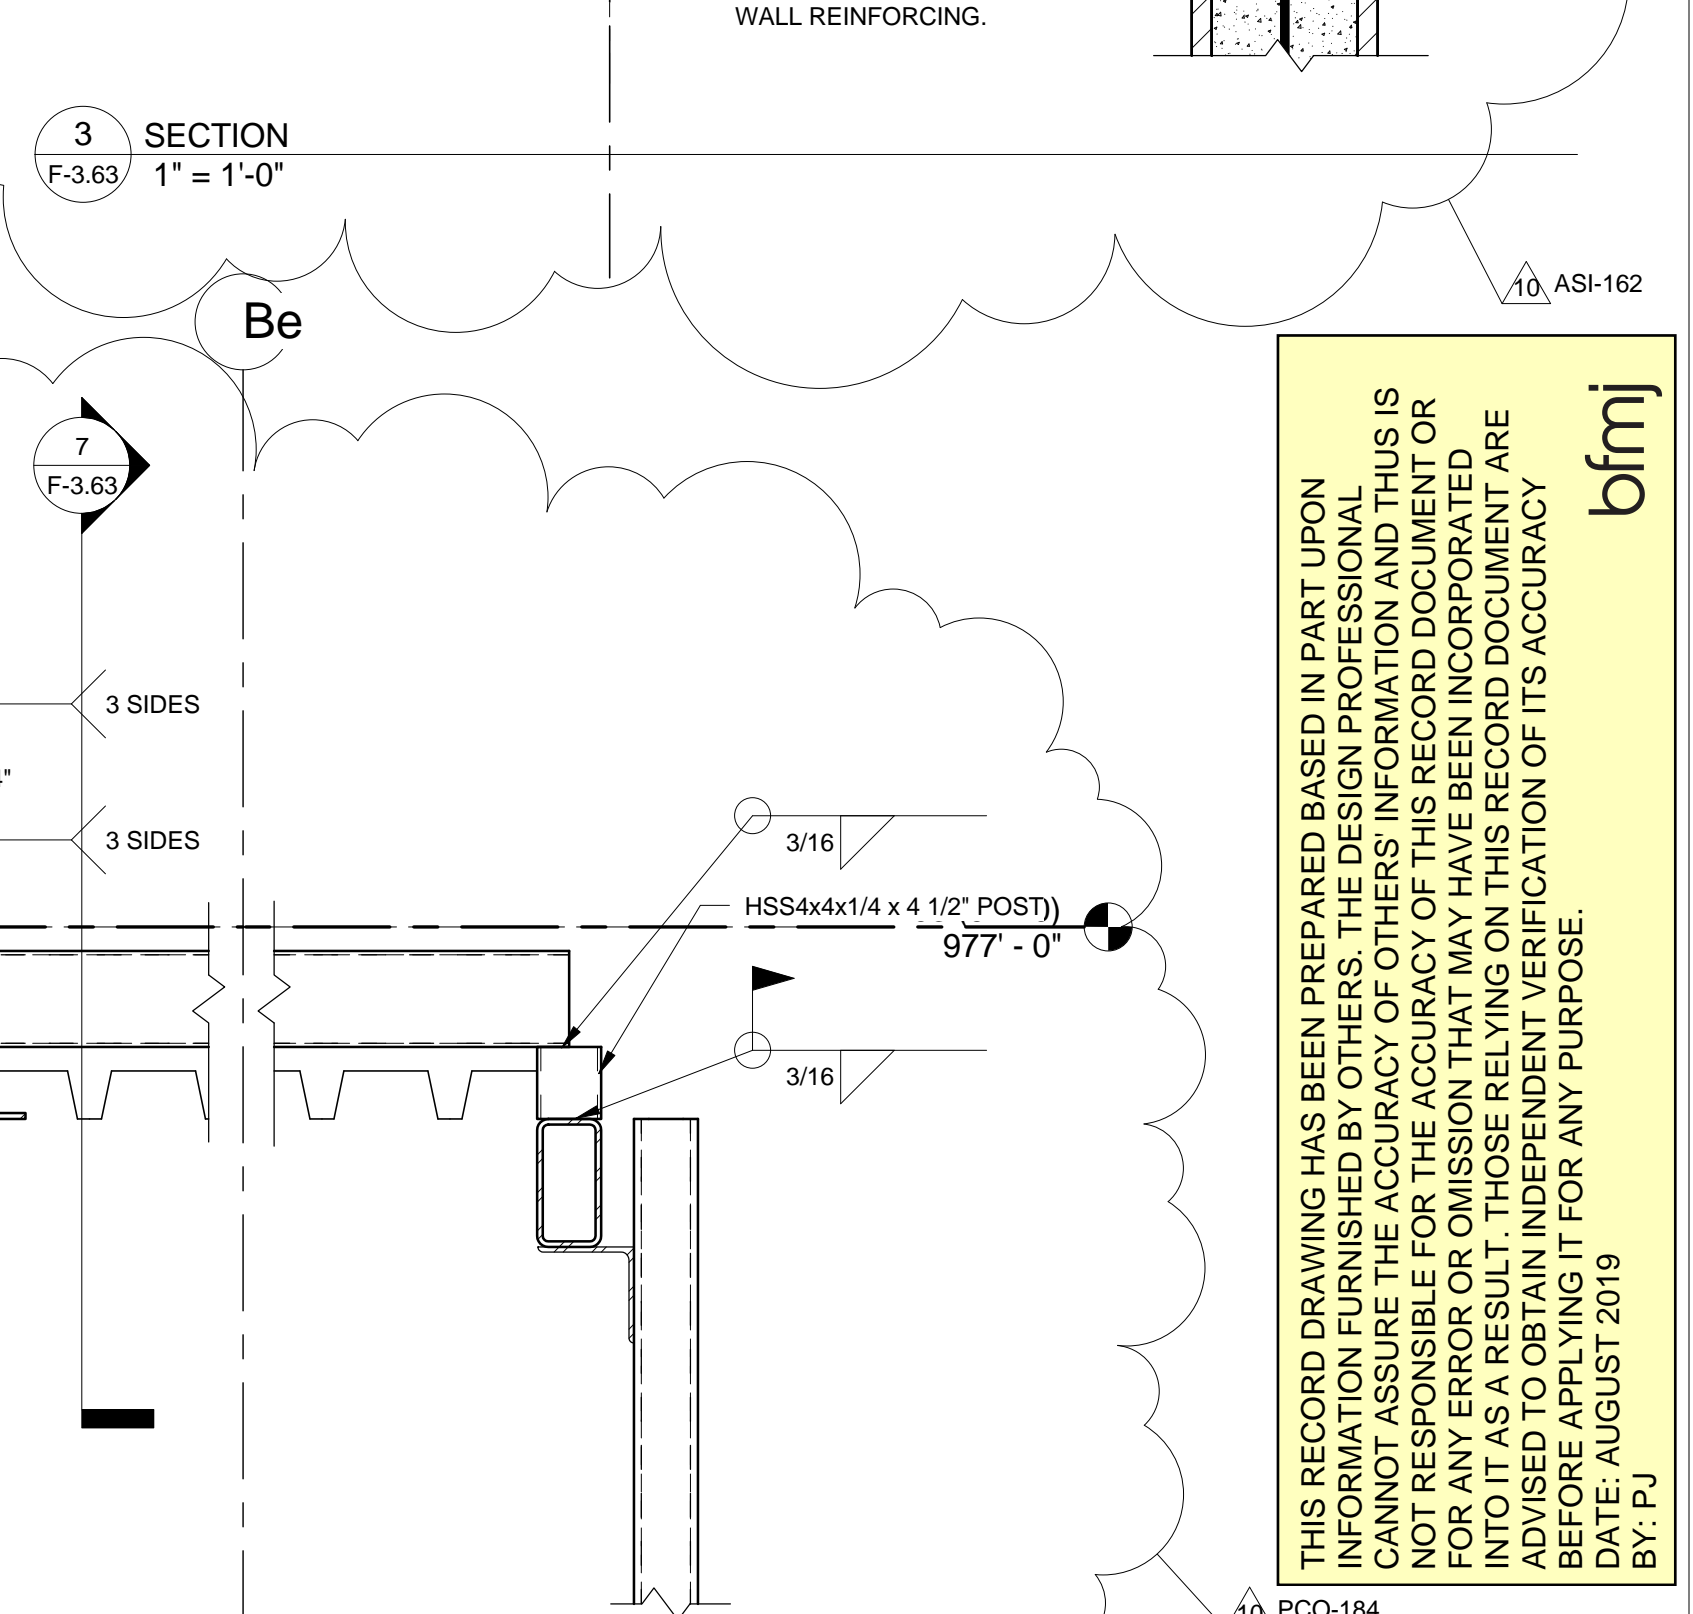 WALL REINFORCING.
3
F-3.63
SECTION
1" = 1'-0"
10
ASI-162
Be
7
F-3.63
3 SIDES
3 SIDES
3/16
HSS4x4x1/4 x 4 1/2" POST
977' - 0"
3/16
THIS RECORD DRAWING HAS BEEN PREPARED BASED IN PART UPON
INFORMATION FURNISHED BY OTHERS. THE DESIGN PROFESSIONAL
CANNOT ASSURE THE ACCURACY OF OTHERS' INFORMATION AND THUS IS
NOT RESPONSIBLE FOR THE ACCURACY OF THIS RECORD DOCUMENT OR
FOR ANY ERROR OR OMISSION THAT MAY HAVE BEEN INCORPORATED
INTO IT AS A RESULT. THOSE RELYING ON THIS RECORD DOCUMENT ARE
ADVISED TO OBTAIN INDEPENDENT VERIFICATION OF ITS ACCURACY
BEFORE APPLYING IT FOR ANY PURPOSE.
DATE: AUGUST 2019
BY: PJ
bfmj
10
PCO-184